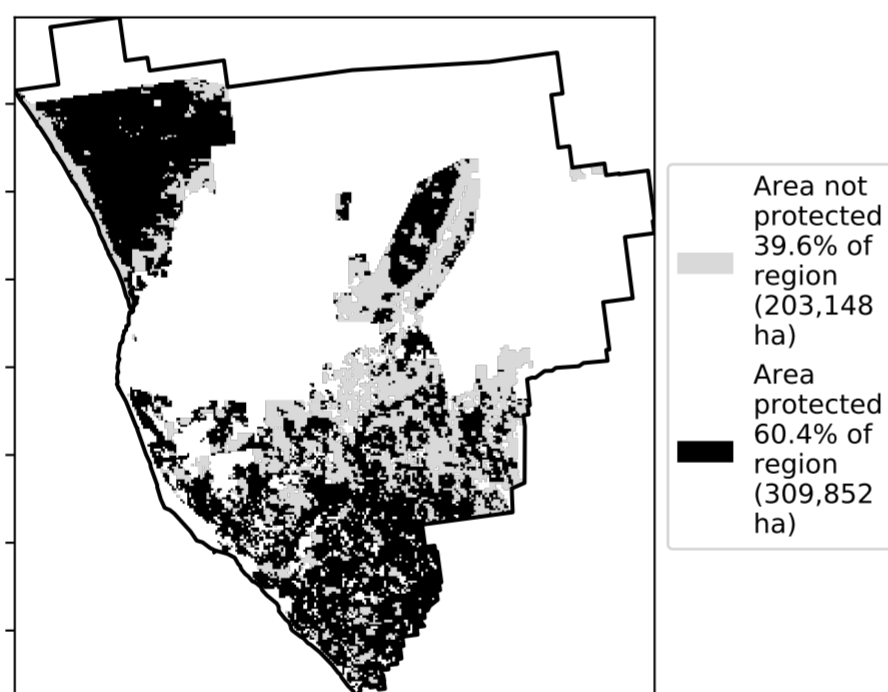 Area not
protected
39.6% of
region
(203,148
ha)
Area
protected
60.4% of
region
(309,852
ha)